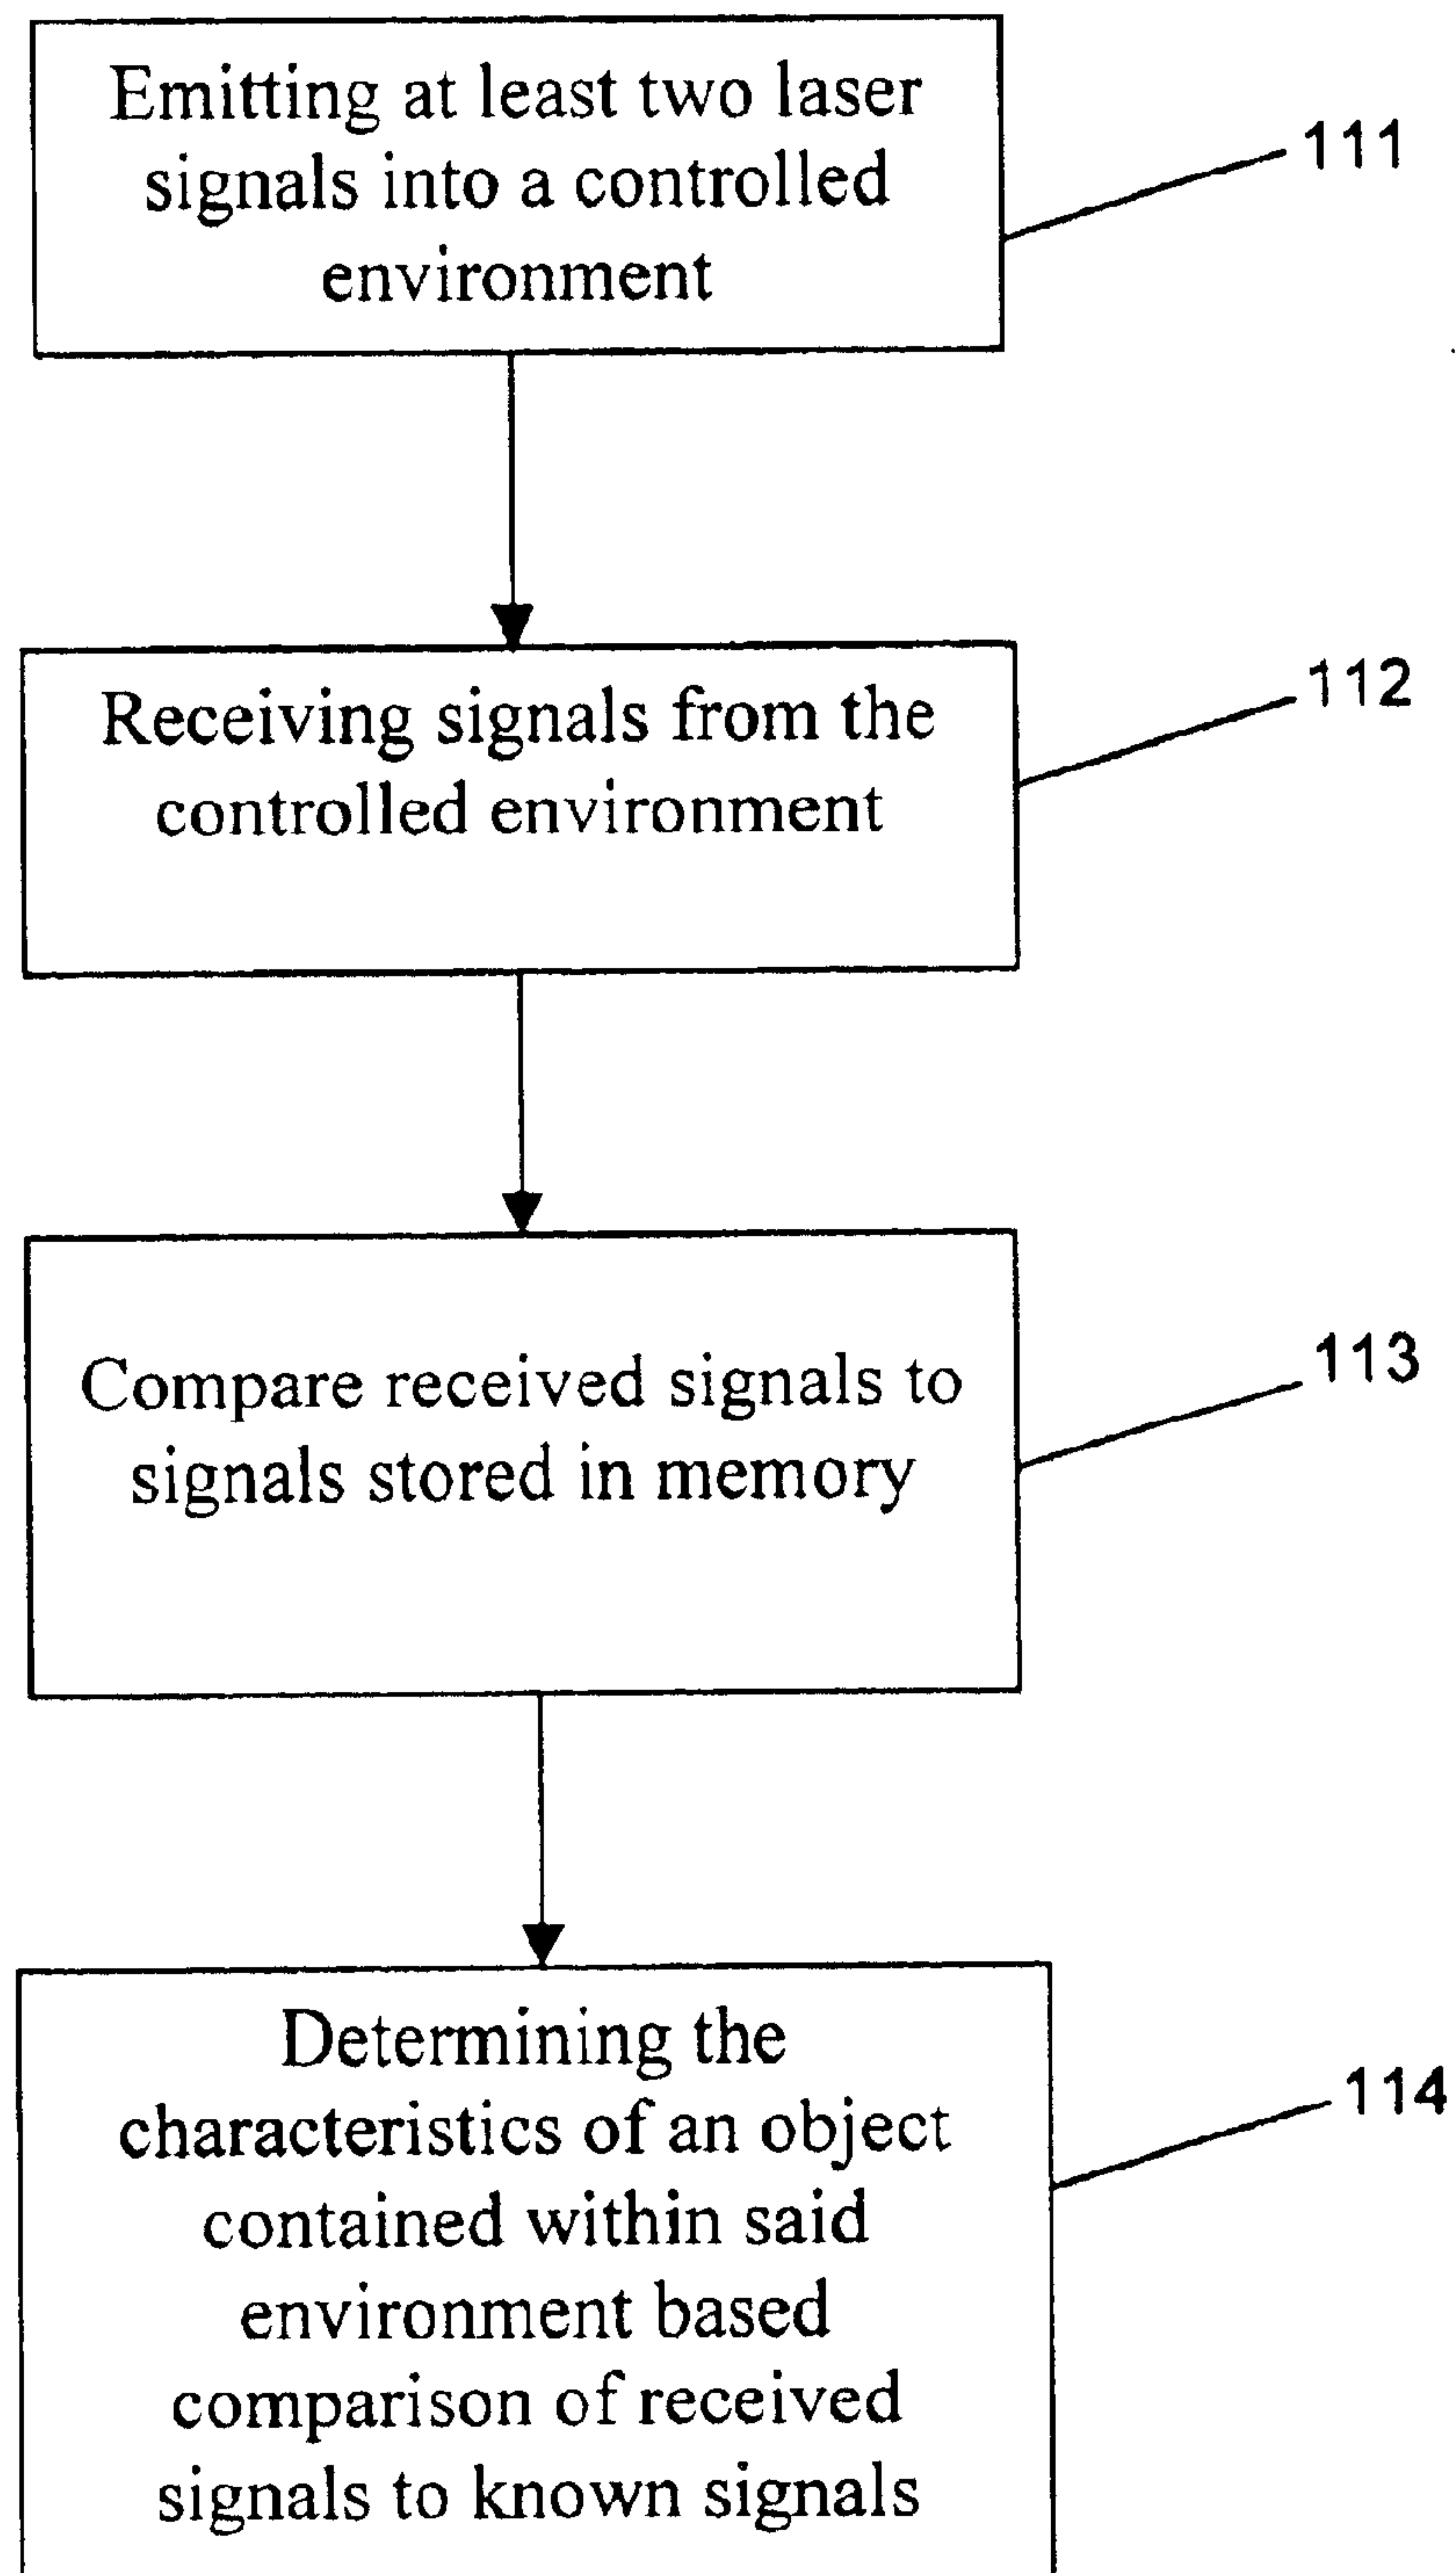 Emitting at least two laser
signals into a controlled
environment
111
Receiving signals from the
controlled environment
112
Compare received signals to
signals stored in memory
113
Determining the
characteristics of an object
contained within said
environment based
comparison of received
signals to known signals
114